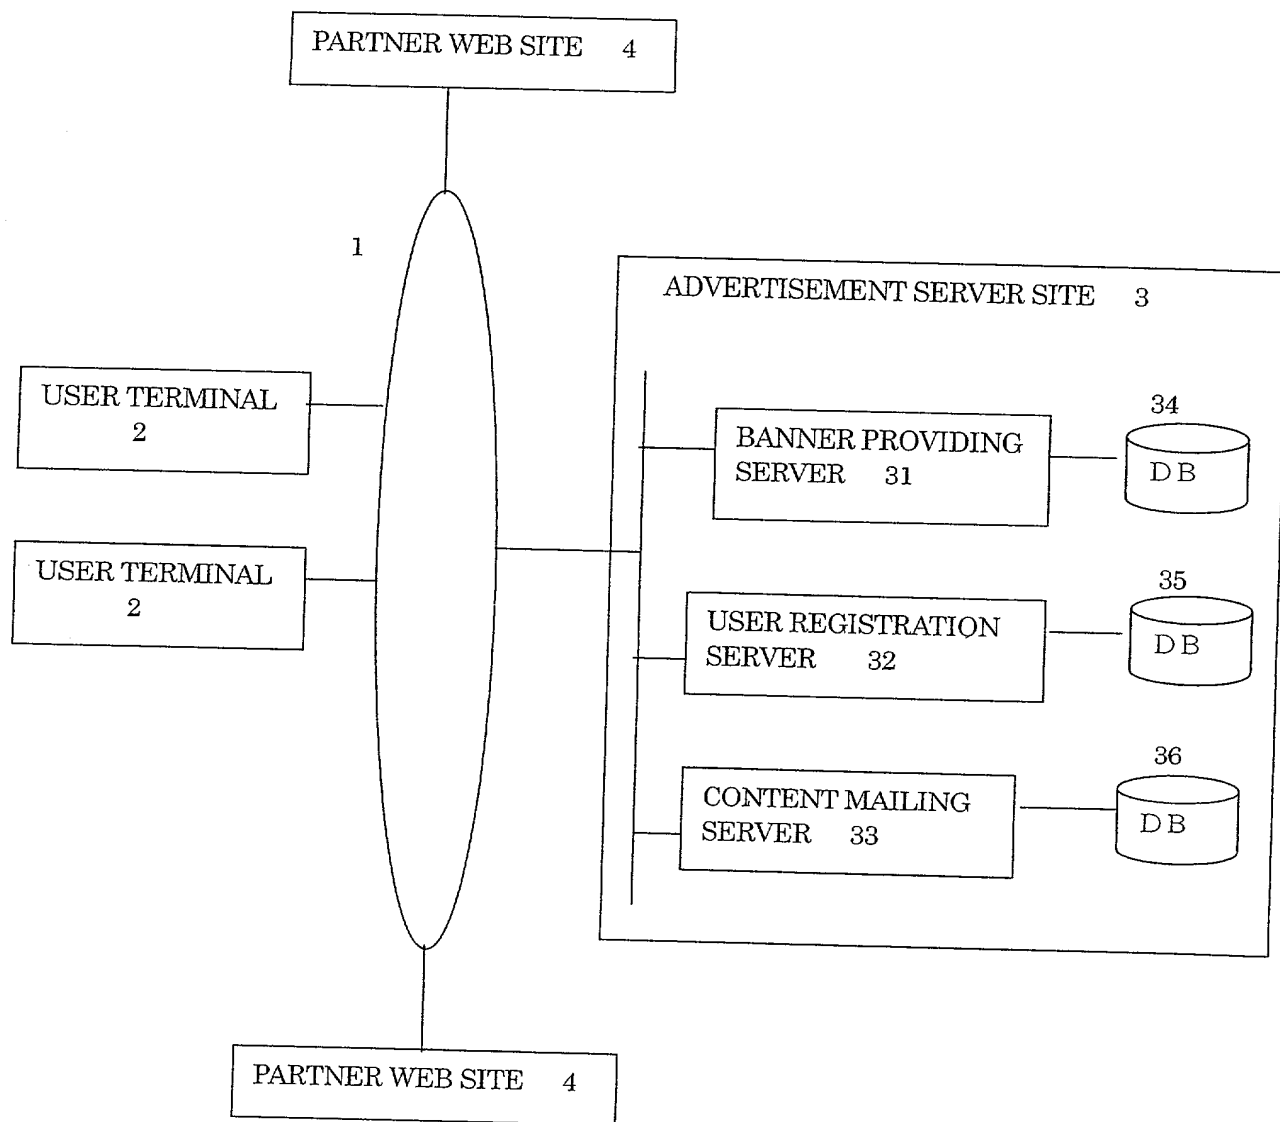 PARTNER WEB SITE 4
1
ADVERTISEMENT SERVER SITE 3
USER TERMINAL
2
BANNER PROVIDING
SERVER 31
34
DB
USER TERMINAL
2
USER REGISTRATION
SERVER 32
35
DB
CONTENT MAILING
SERVER 33
36
DB
PARTNER WEB SITE 4